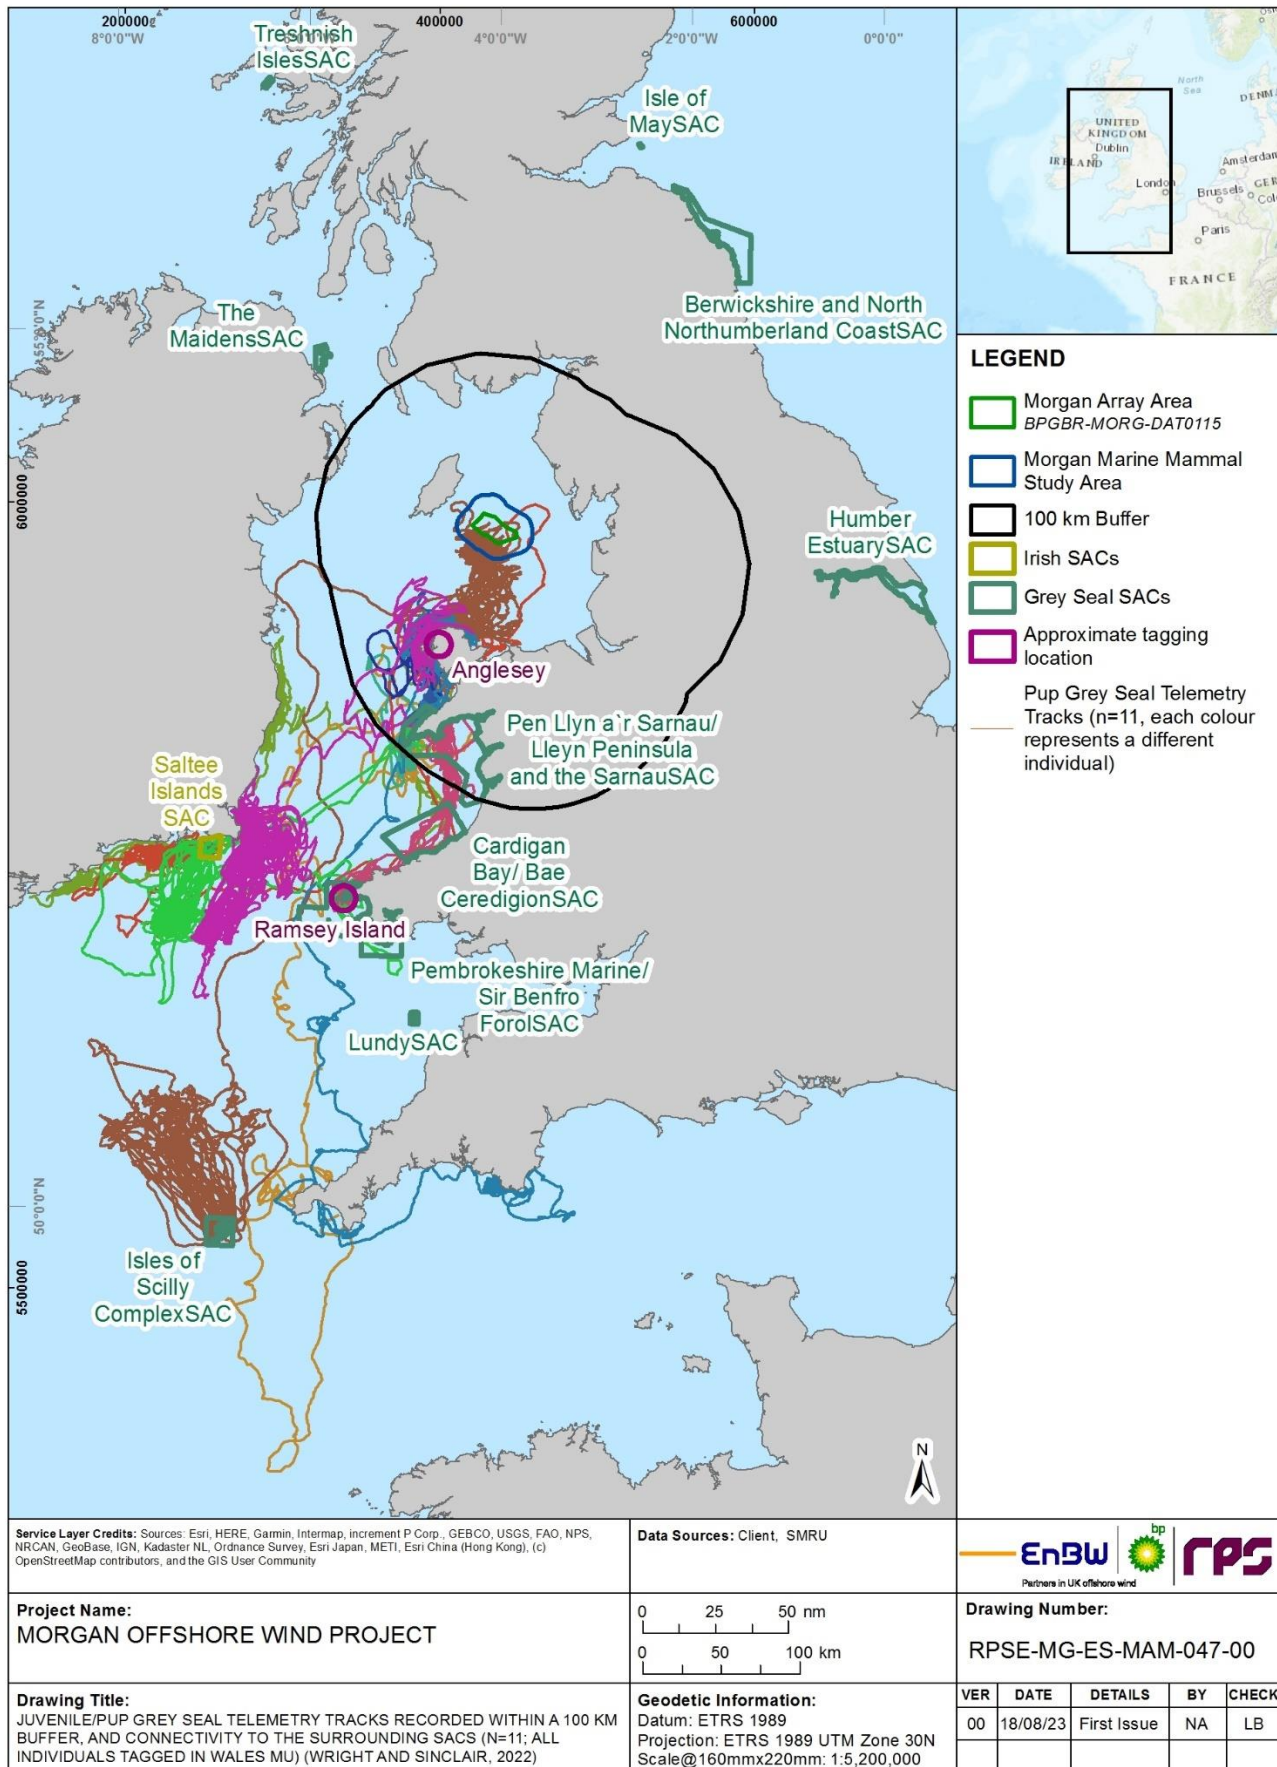 200000
400000
600000
8°0'0"W
4°0'0"W
2°0'0"W
0°0'0"
Treshnish
IslesSAC
Isle of
MaySAC
The
MaidensSAC
Berwickshire and North
Northumberland CoastSAC
55°0'0"N
6000000
Humber
EstuarySAC
Anglesey
Pen Llyn a`r Sarnau/
Lleyn Peninsula
and the SarnauSAC
Saltee
Islands
SAC
Cardigan
Bay/ Bae
CeredigionSAC
Ramsey Island
Pembrokeshire Marine/
Sir Benfro
ForolSAC
LundySAC
50°0'0"N
5500000
Isles of
Scilly
ComplexSAC
N
North
Sea
DENM
UNITED
KINGDOM
Dublin
IRELAND
Amsterdam
London
Brussels
GER
Paris
FRANCE
LEGEND
Morgan Array Area
BPGBR-MORG-DAT0115
Morgan Marine Mammal
Study Area
100 km Buffer
Irish SACs
Grey Seal SACs
Approximate tagging
location
Pup Grey Seal Telemetry
Tracks (n=11, each colour
represents a different
individual)
Service Layer Credits: Sources: Esri, HERE, Garmin, Intermap, increment P Corp., GEBCO, USGS, FAO, NPS,
NRCAN, GeoBase, IGN, Kadaster NL, Ordnance Survey, Esri Japan, METI, Esri China (Hong Kong), (c)
OpenStreetMap contributors, and the GIS User Community
Data Sources: Client, SMRU
EnBW
Partners in UK offshore wind
bp
rps
Project Name:
MORGAN OFFSHORE WIND PROJECT
0 25 50 nm
0 50 100 km
Drawing Number:
RPSE-MG-ES-MAM-047-00
Drawing Title:
JUVENILE/PUP GREY SEAL TELEMETRY TRACKS RECORDED WITHIN A 100 KM
BUFFER, AND CONNECTIVITY TO THE SURROUNDING SACS (N=11; ALL
INDIVIDUALS TAGGED IN WALES MU) (WRIGHT AND SINCLAIR, 2022)
Geodetic Information:
Datum: ETRS 1989
Projection: ETRS 1989 UTM Zone 30N
Scale@160mmx220mm: 1:5,200,000
VER DATE DETAILS BY CHECK
00 18/08/23 First Issue NA LB